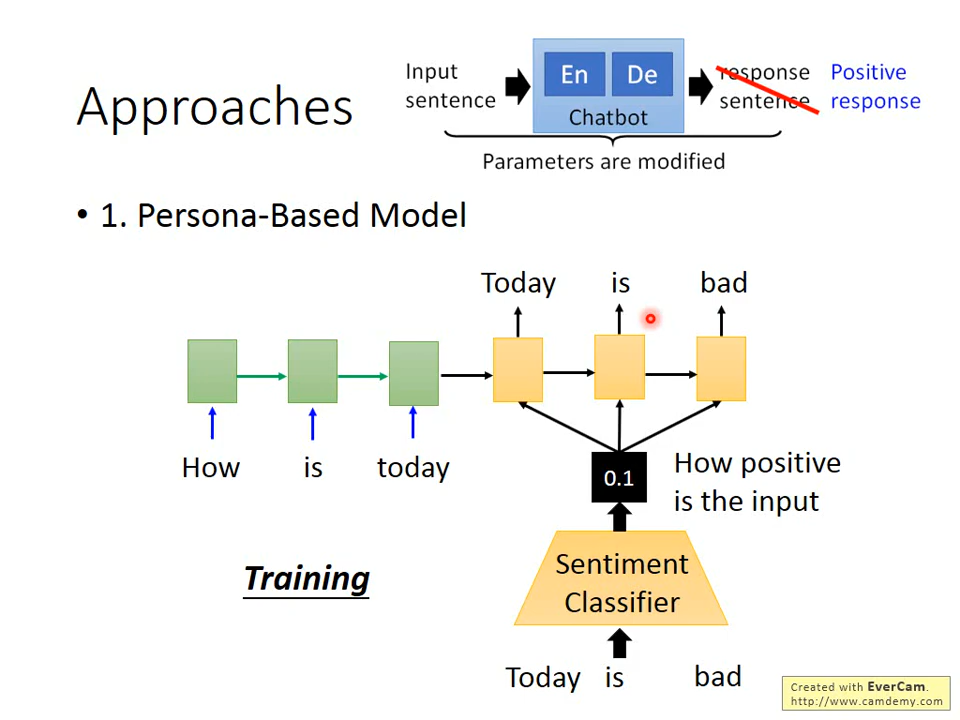 Approaches
Input
sentence
En
De
Chatbot
response
sentence
Positive
response
Parameters are modified
• 1. Persona-Based Model
Today is bad
How is today
0.1
How positive
is the input
Training
Sentiment
Classifier
Today is bad
Created with EverCam.
http://www.camdemy.com